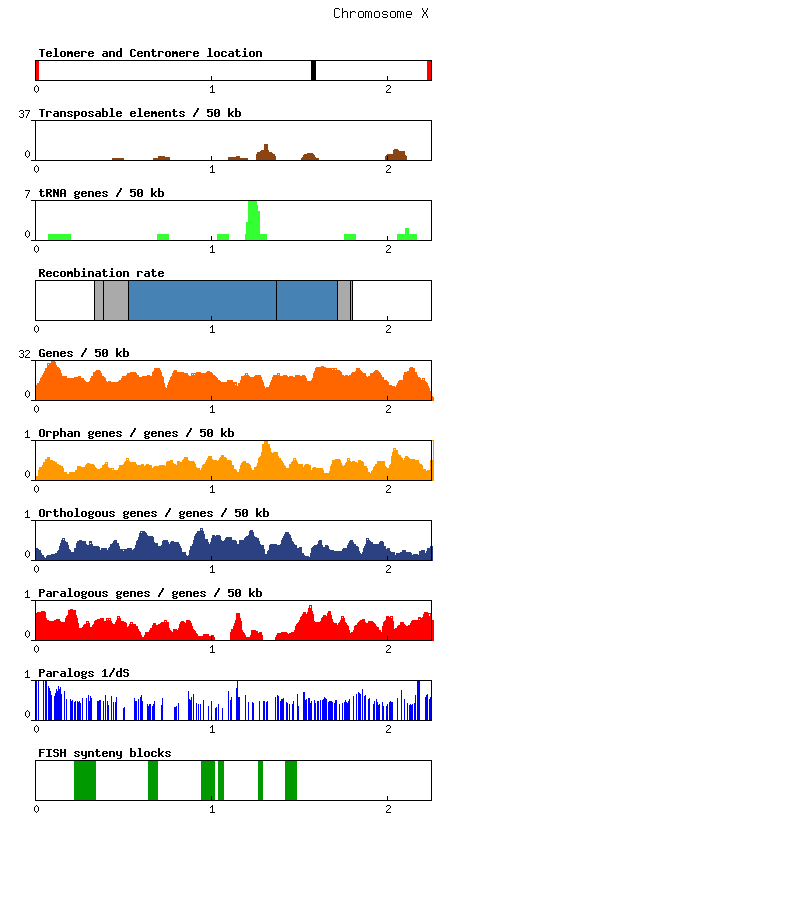 Chromosome X
Telomere and Centromere location
0 1 2
37 Transposable elements / 50 kb
0
0 1 2
7 tRNA genes / 50 kb
0
0 1 2
Recombination rate
0 1 2
32 Genes / 50 kb
0
0 1 2
1 Orphan genes / genes / 50 kb
0
0 1 2
1 Orthologous genes / genes / 50 kb
0
0 1 2
1 Paralogous genes / genes / 50 kb
0
0 1 2
1 Paralogs 1/dS
0
0 1 2
FISH synteny blocks
0 1 2